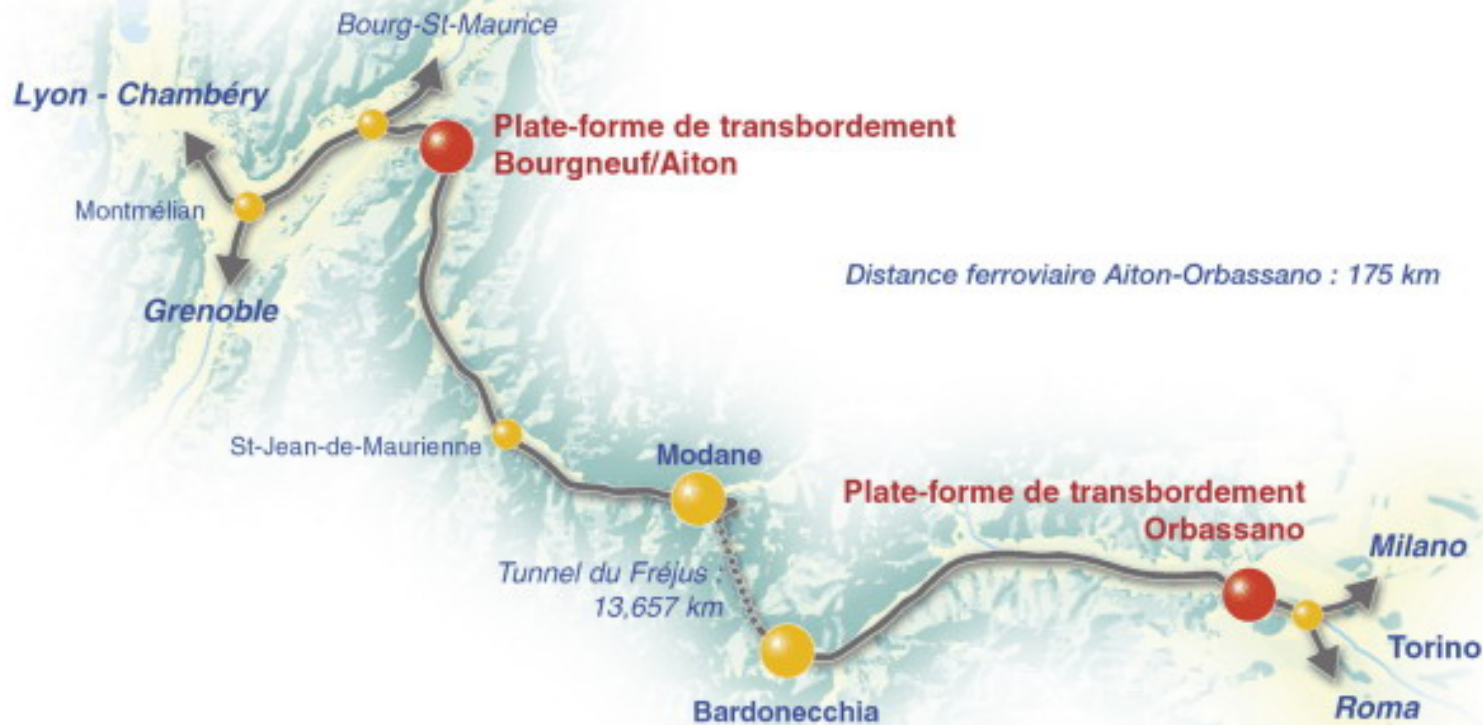 Bourg-St-Maurice
Lyon - Chambéry
Plate-forme de transbordement
Bourgneuf/Aiton
Montmélian
Distance ferroviaire Aiton-Orbassano : 175 km
Grenoble
St-Jean-de-Maurienne
Modane
Plate-forme de transbordement
Orbassano
Milano
Tunnel du Fréjus :
13,657 km
Torino
Roma
Bardonecchia